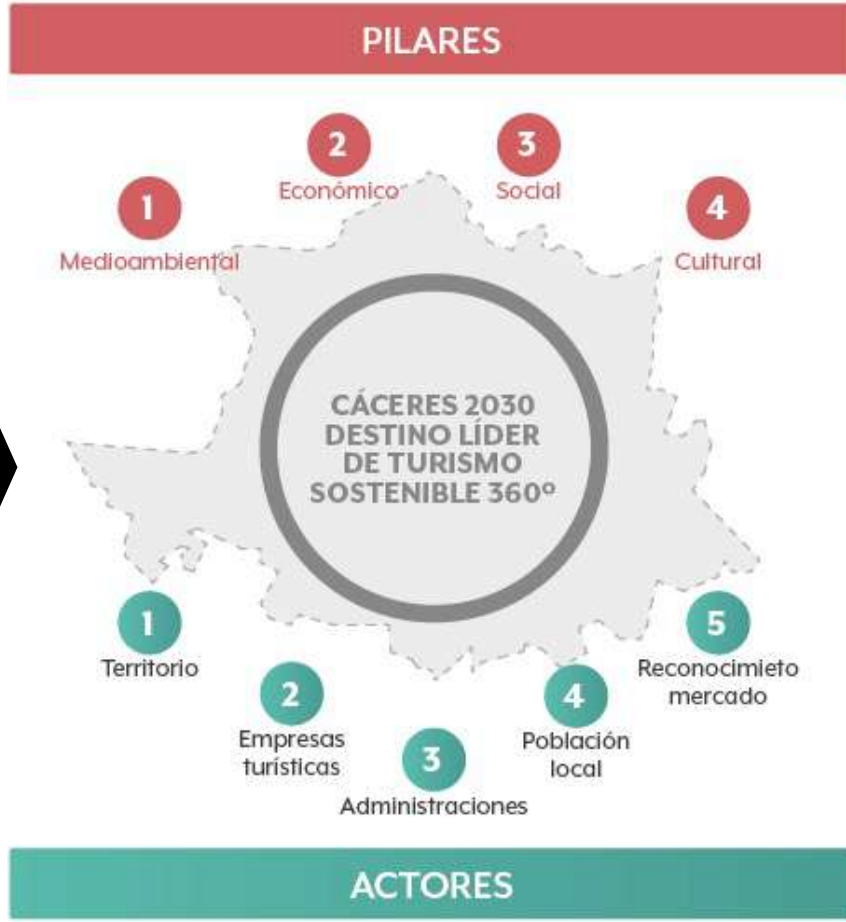 PILARES
1
Medioambiental
2
Económico
3
Social
4
Cultural
CÁCERES 2030
DESTINO LÍDER
DE TURISMO
SOSTENIBLE 360º
1
Territorio
2
Empresas
turísticas
3
Administraciones
4
Población
local
5
Reconocimieto
mercado
ACTORES